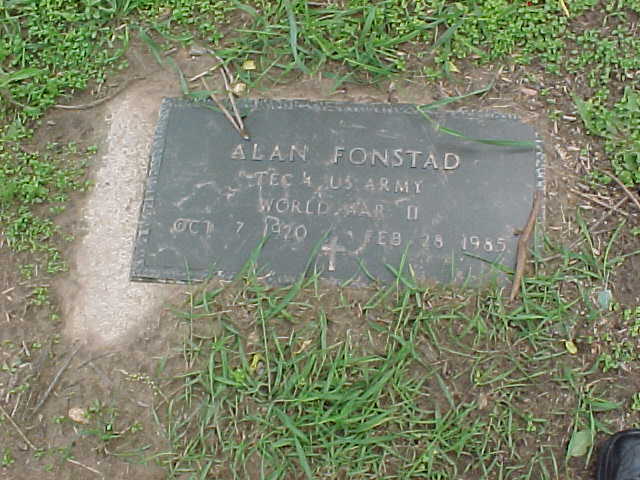 ALAN FONSTAD
TEC 4 US ARMY
WORLD WAR II
OCT 7 1920 FEB 28 1985